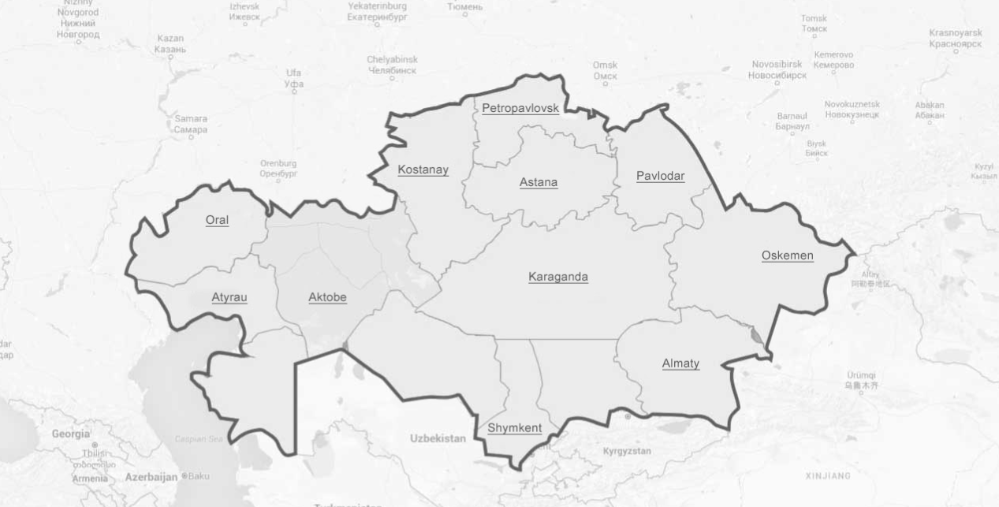 Nizhny
Novgorod
Нижний
Новгород
Izhevsk
Ижевск
Yekaterinburg
Екатеринбург
Тюмень
Kazan
Казань
Chelyabinsk
Челябинск
Ufa
Уфа
Omsk
Омск
Tomsk
Томск
Krasnoyarsk
Красноярск
Kemerovo
Кемерово
Novosibirsk
Новосибирск
Novokuznetsk
Новокузнецк
Abakan
Абакан
Barnaul
Барнаул
Biysk
Бийск
Kyzyl
Кызыл
Samara
Самара
Orenburg
Оренбург
Petropavlovsk
Kostanay
Astana
Pavlodar
Oral
Oskemen
Karaganda
Atyrau
Aktobe
Altay
阿勒泰地区
Almaty
Ürümqi
乌鲁木齐
Shymkent
Georgia
Tbilisi
თბილისი
Caspian Sea
Uzbekistan
Kyrgyzstan
Armenia
Azerbaijan
Baku
XINJIANG